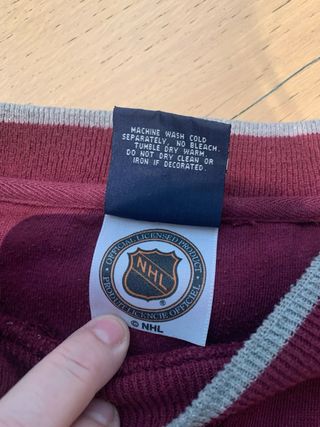 MACHINE WASH COLD
SEPARATELY, NO BLEACH.
TUMBLE DRY WARM.
DO NOT DRY CLEAN OR
IRON IF DECORATED.
OFFICIAL LICENSED PRODUCT
NHL
PRODUIT LICENCIE OFFICIEL
© NHL